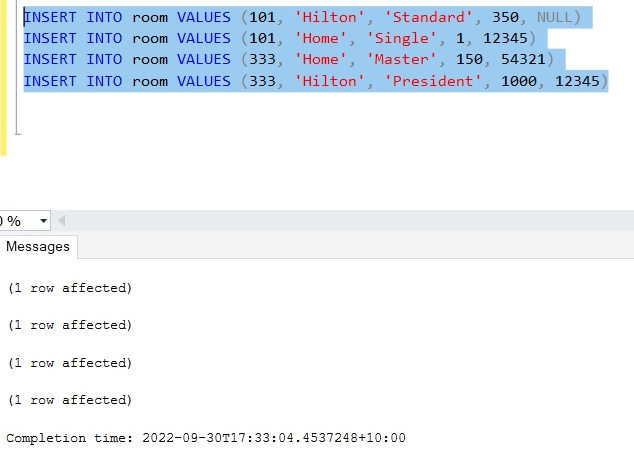 INSERT INTO room VALUES (101, 'Hilton', 'Standard', 350, NULL)
INSERT INTO room VALUES (101, 'Home', 'Single', 1, 12345)
INSERT INTO room VALUES (333, 'Home', 'Master', 150, 54321)
INSERT INTO room VALUES (333, 'Hilton', 'President', 1000, 12345)
%
Messages
(1 row affected)
(1 row affected)
(1 row affected)
(1 row affected)
Completion time: 2022-09-30T17:33:04.4537248+10:00